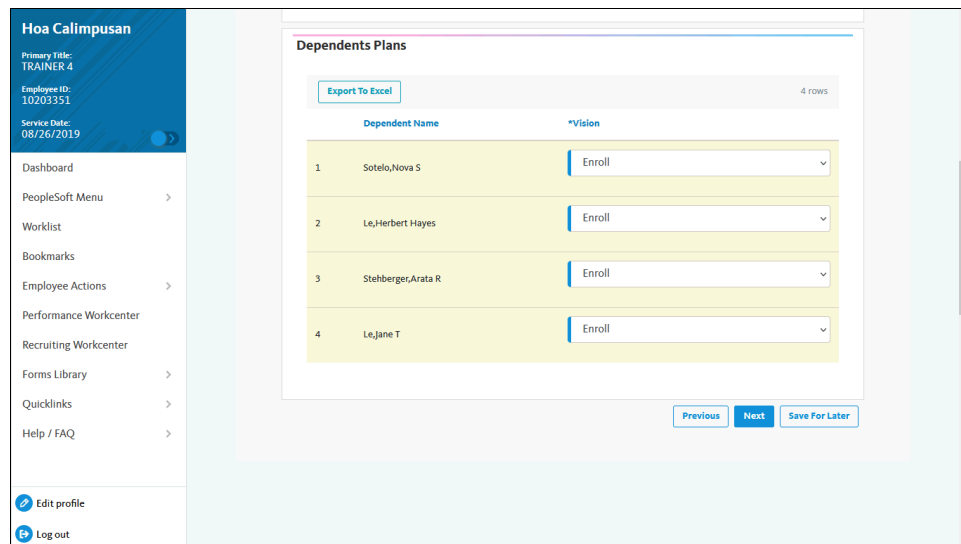 Hoa Calimpusan
Primary Title:
TRAINER 4
Employee ID:
10203351
Service Date:
08/26/2019
Dashboard
PeopleSoft Menu
Worklist
Bookmarks
Employee Actions
Performance Workcenter
Recruiting Workcenter
Forms Library
Quicklinks
Help / FAQ
Edit profile
Log out
Dependents Plans
Export To Excel
4 rows
Dependent Name *Vision
1 Sotelo,Nova S Enroll
2 Le,Herbert Hayes Enroll
3 Stehberger,Arata R Enroll
4 Le,Jane T Enroll
Previous Next Save For Later